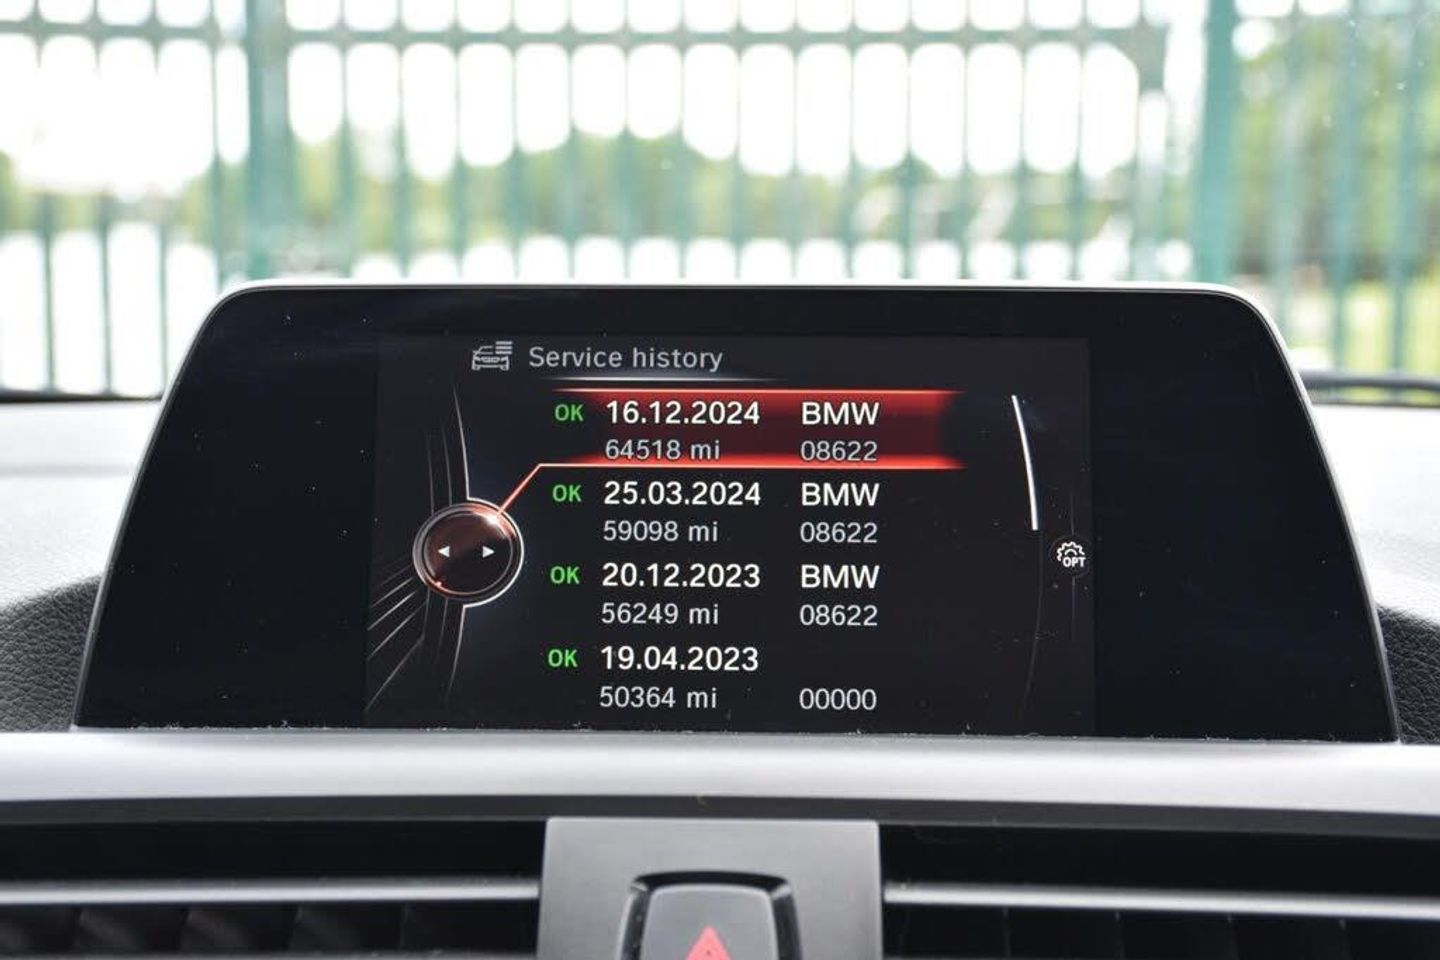 Service history
OK 16.12.2024 BMW
64518 mi 08622
OK 25.03.2024 BMW
59098 mi 08622
OK 20.12.2023 BMW
56249 mi 08622
OPT
OK 19.04.2023
50364 mi 00000